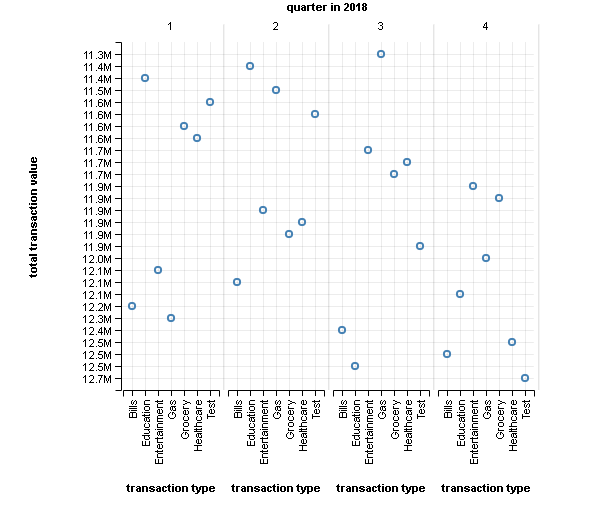 quarter in 2018
1 2 3 4
total transaction value
11.3M
11.4M
11.4M
11.5M
11.6M
11.6M
11.6M
11.6M
11.7M
11.7M
11.7M
11.9M
11.9M
11.9M
11.9M
11.9M
11.9M
12.0M
12.1M
12.1M
12.1M
12.2M
12.3M
12.4M
12.4M
12.5M
12.5M
12.7M
Bills Education Entertainment Gas Grocery Healthcare Test
Bills Education Entertainment Gas Grocery Healthcare Test
Bills Education Entertainment Gas Grocery Healthcare Test
Bills Education Entertainment Gas Grocery Healthcare Test
transaction type transaction type transaction type transaction type